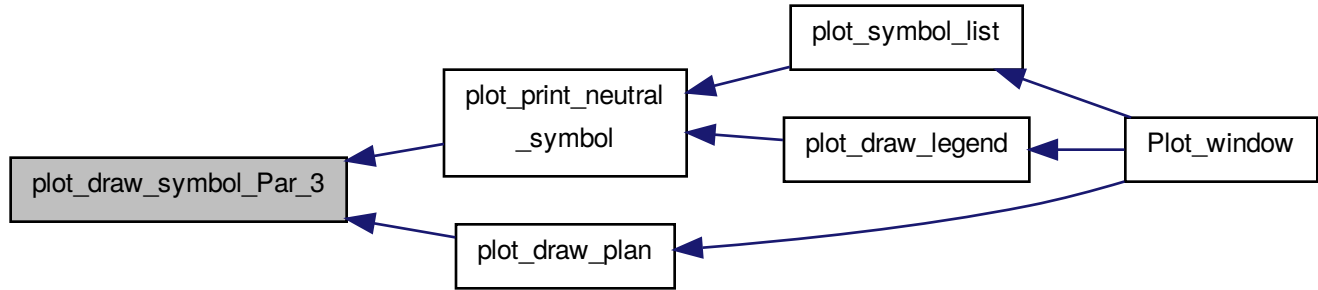 plot_draw_symbol_Par_3
plot_print_neutral
_symbol
plot_draw_plan
plot_symbol_list
plot_draw_legend
Plot_window